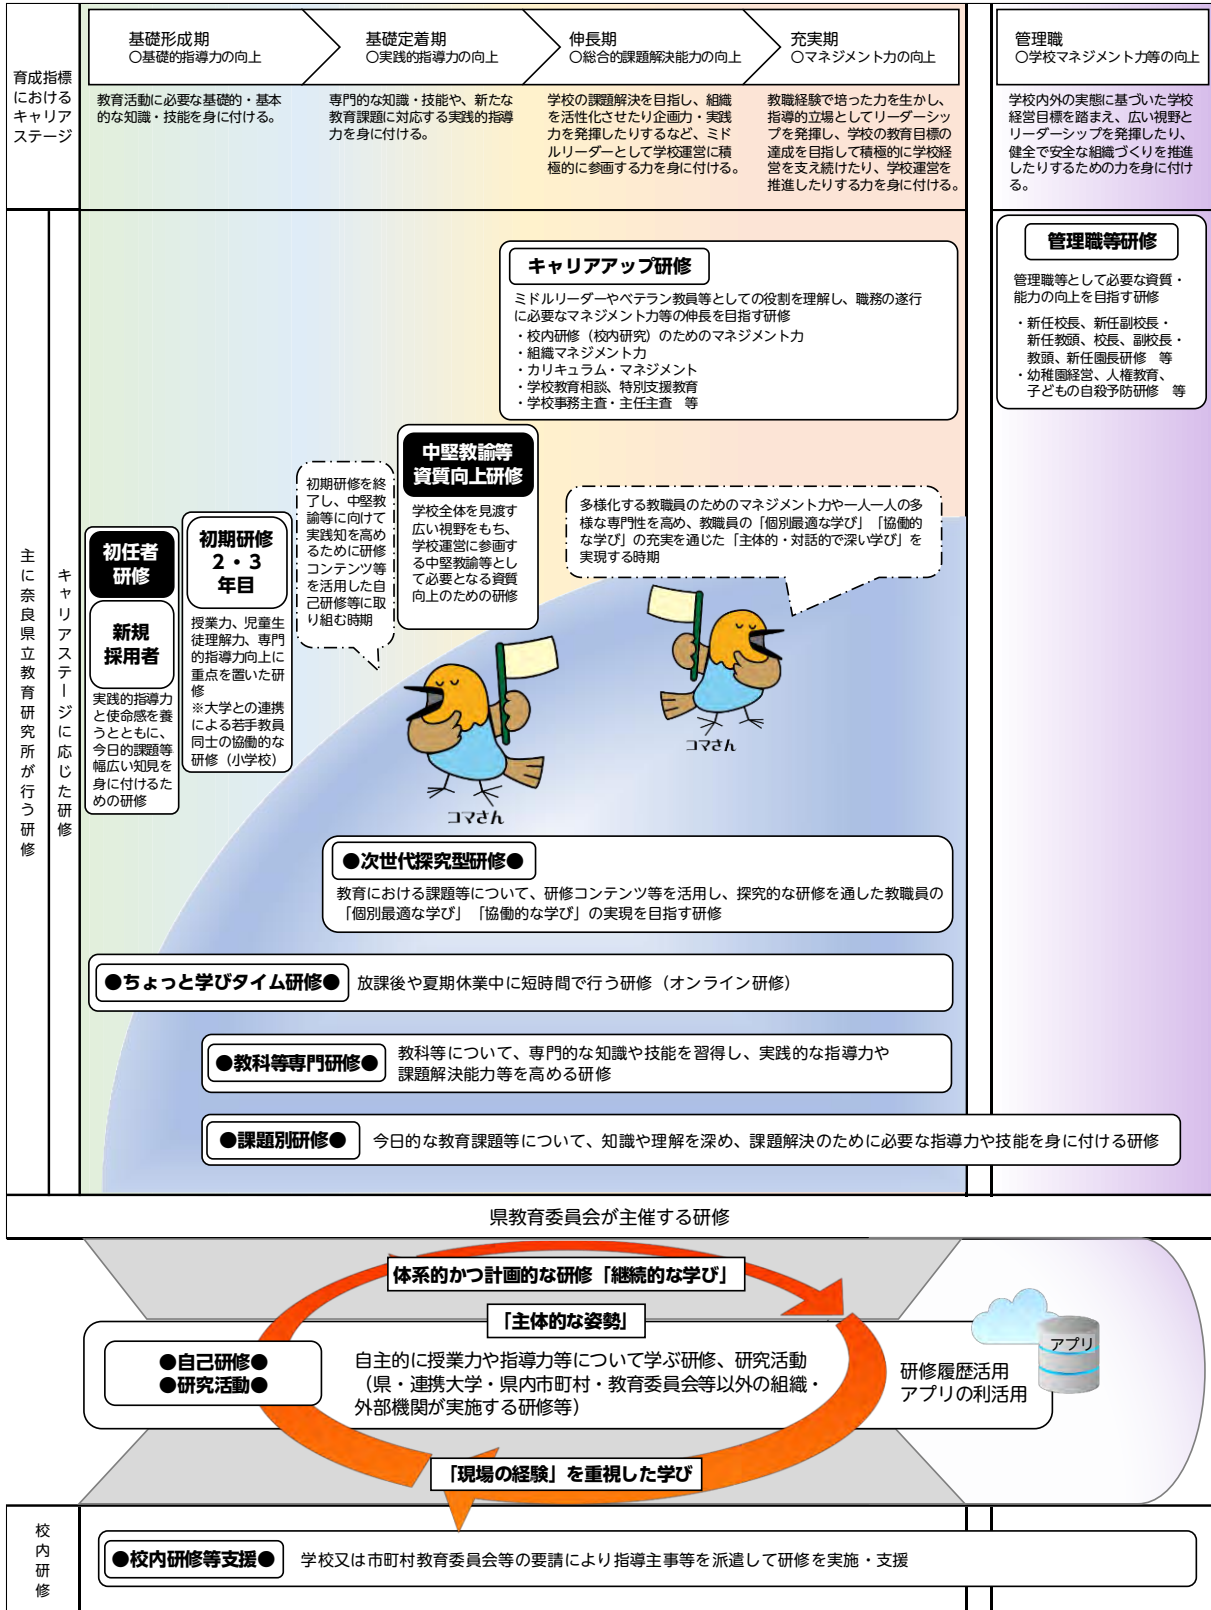 育成指標
における
キャリア
ステージ
基礎形成期
○基礎的指導力の向上
教育活動に必要な基礎的・基本
的な知識・技能を身に付ける。
基礎定着期
○実践的指導力の向上
専門的な知識・技能や、新たな
教育課題に対応する実践的指導
力を身に付ける。
伸長期
○総合的課題解決能力の向上
学校の課題解決を目指し、組織
を活性化させたり企画力・実践
力を発揮したりするなど、ミド
ルリーダーとして学校運営に積
極的に参画する力を身に付ける。
充実期
○マネジメント力の向上
教職経験で培った力を生かし、
指導的立場としてリーダーシッ
プを発揮し、学校の教育目標の
達成を目指して積極的に学校経
営を支え続けたり、学校運営を
推進したりする力を身に付ける。
管理職
○学校マネジメント力等の向上
学校内外の実態に基づいた学校
経営目標を踏まえ、広い視野と
リーダーシップを発揮したり、
健全で安全な組織づくりを推進
したりするための力を身に付け
る。
主に奈良県立教育研究所が行う研修
キャリアステージに応じた研修
キャリアアップ研修
ミドルリーダーやベテラン教員等としての役割を理解し、職務の遂行
に必要なマネジメント力等の伸長を目指す研修
・校内研修（校内研究）のためのマネジメント力
・組織マネジメント力
・カリキュラム・マネジメント
・学校教育相談、特別支援教育
・学校事務主査・主任主査　等
管理職等研修
管理職等として必要な資質・
能力の向上を目指す研修
・新任校長、新任副校長・
新任教頭、校長、副校長・
教頭、新任園長研修　等
・幼稚園経営、人権教育、
子どもの自殺予防研修　等
初任者
研修
新規
採用者
実践的指導力
と使命感を養
うとともに、
今日的課題等
幅広い知見を
身に付けるた
めの研修
初期研修
２・３
年目
授業力、児童生
徒理解力、専門
的指導力向上に
重点を置いた研
修
※大学との連携
による若手教員
同士の協働的な
研修（小学校）
初期研修を終
了し、中堅教
諭等に向けて
実践知を高め
るために研修
コンテンツ等
を活用した自
己研修等に取
り組む時期
中堅教諭等
資質向上研修
学校全体を見渡す
広い視野をもち、
学校運営に参画す
る中堅教諭等とし
て必要となる資質
向上のための研修
多様化する教職員のためのマネジメント力や一人一人の多
様な専門性を高め、教職員の「個別最適な学び」「協働的
な学び」の充実を通じた「主体的・対話的で深い学び」を
実現する時期
コマさん
コマさん
●次世代探究型研修●
教育における課題等について、研修コンテンツ等を活用し、探究的な研修を通した教職員の
「個別最適な学び」「協働的な学び」の実現を目指す研修
●ちょっと学びタイム研修●
放課後や夏期休業中に短時間で行う研修（オンライン研修）
●教科等専門研修●
教科等について、専門的な知識や技能を習得し、実践的な指導力や
課題解決能力等を高める研修
●課題別研修●
今日的な教育課題等について、知識や理解を深め、課題解決のために必要な指導力や技能を身に付ける研修
県教育委員会が主催する研修
体系的かつ計画的な研修「継続的な学び」
「主体的な姿勢」
●自己研修●
●研究活動●
自主的に授業力や指導力等について学ぶ研修、研究活動
（県・連携大学・県内市町村・教育委員会等以外の組織・
外部機関が実施する研修等）
アプリ
研修履歴活用
アプリの利活用
「現場の経験」を重視した学び
校内研修
●校内研修等支援●
学校又は市町村教育委員会等の要請により指導主事等を派遣して研修を実施・支援